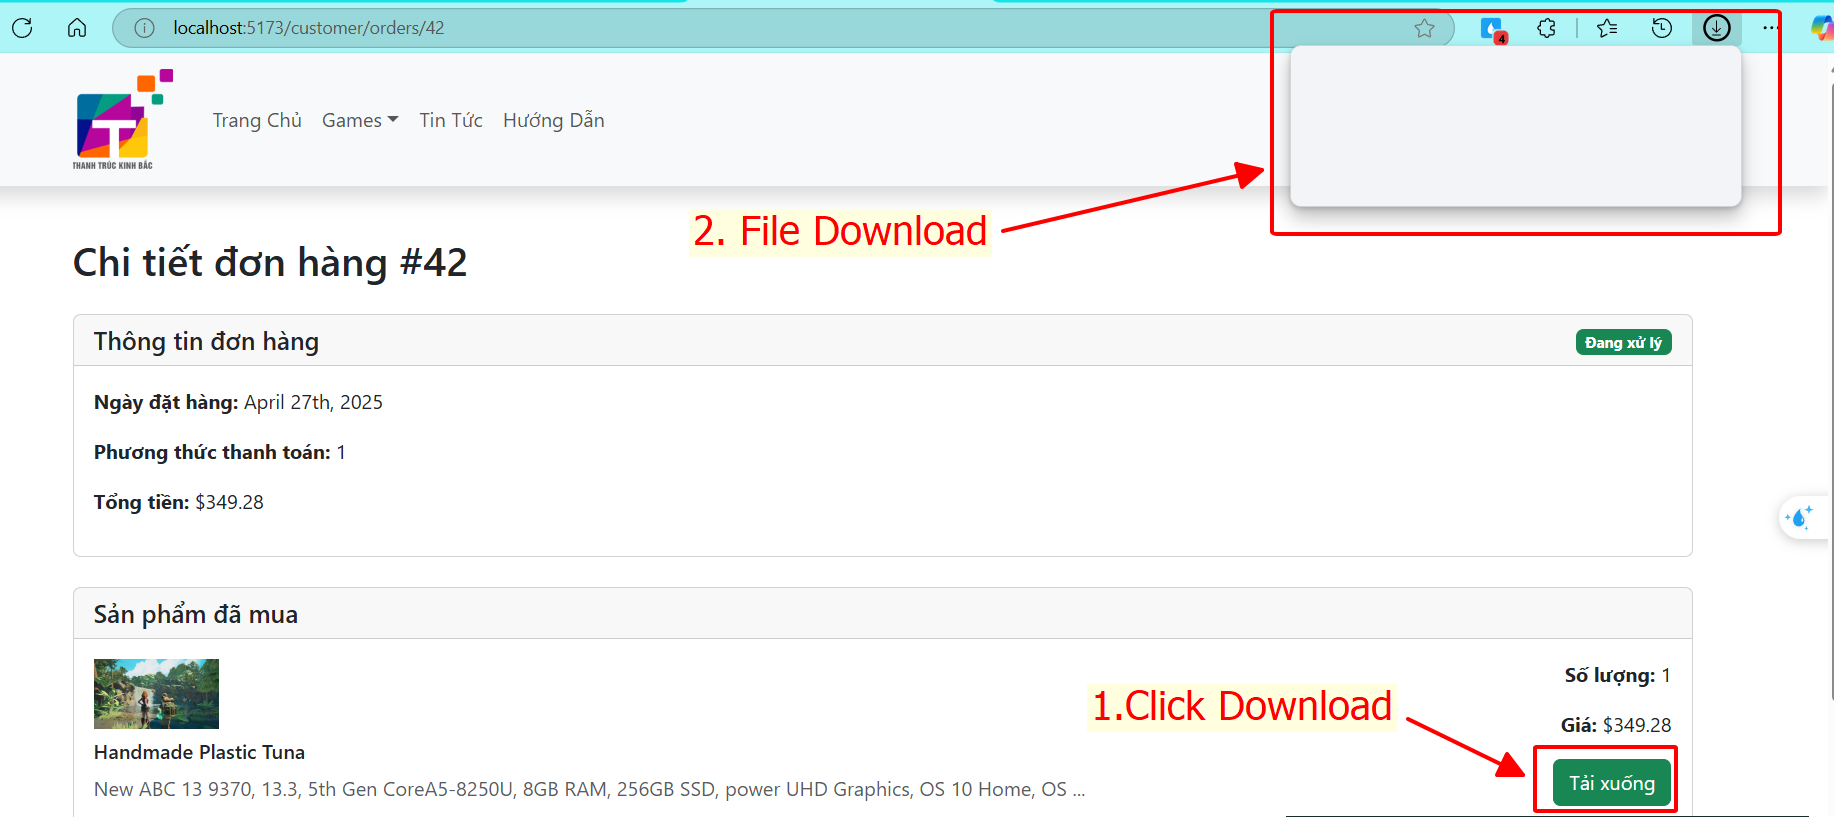 localhost:5173/customer/orders/42
4
THANH TRÚC KINH BẮC
Trang Chủ Games Tin Tức Hướng Dẫn
2. File Download
Chi tiết đơn hàng #42
Thông tin đơn hàng
Đang xử lý
Ngày đặt hàng: April 27th, 2025
Phương thức thanh toán: 1
Tổng tiền: $349.28
Sản phẩm đã mua
Số lượng: 1
1.Click Download
Giá: $349.28
Handmade Plastic Tuna
Tải xuống
New ABC 13 9370, 13.3, 5th Gen CoreA5-8250U, 8GB RAM, 256GB SSD, power UHD Graphics, OS 10 Home, OS ...